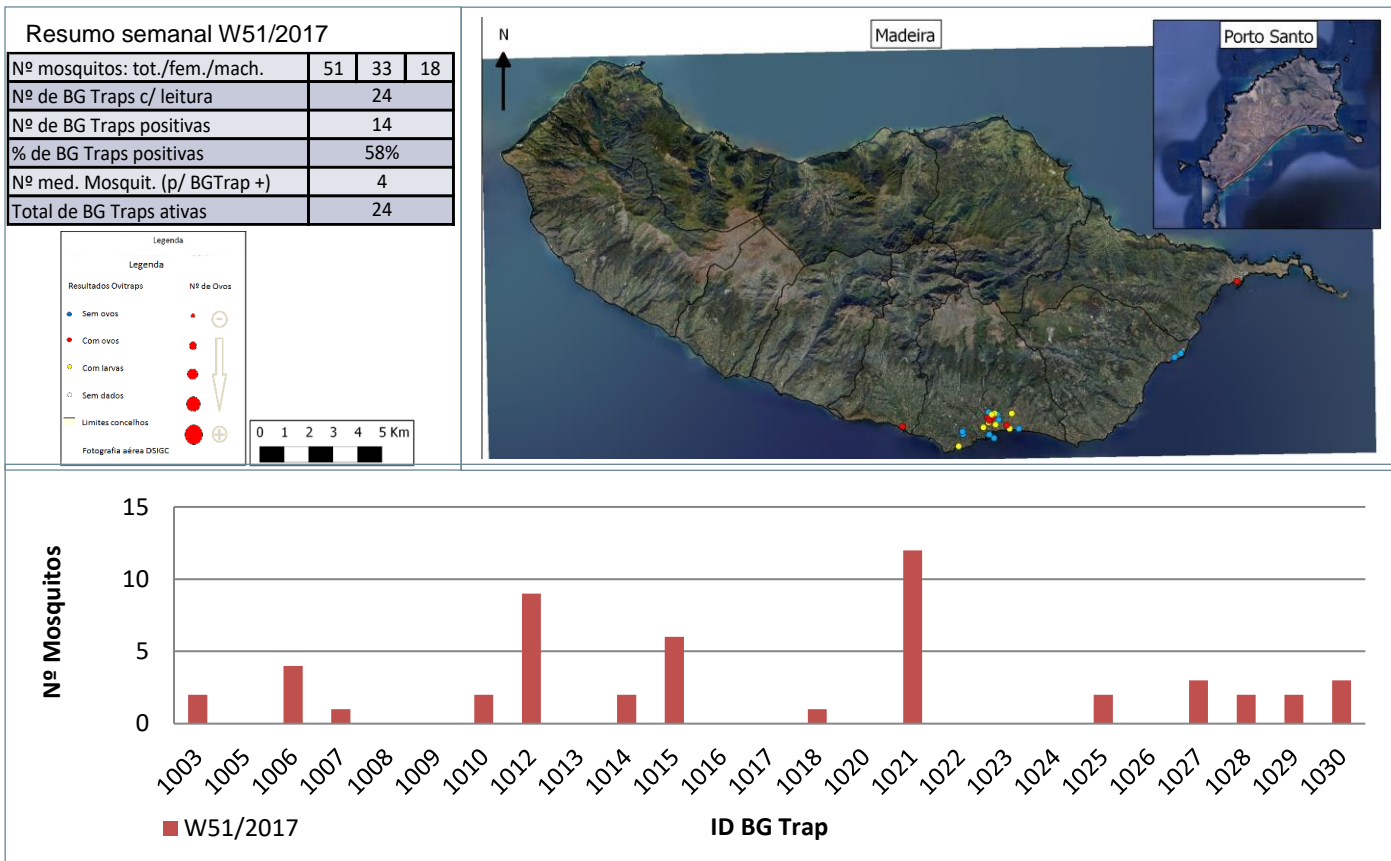 Resumo semanal W51/2017
Nº mosquitos: tot./fem./mach. 51 33 18
Nº de BG Traps c/ leitura 24
Nº de BG Traps positivas 14
% de BG Traps positivas 58%
Nº med. Mosquit. (p/ BGTrap +) 4
Total de BG Traps ativas 24
Legenda
Legenda
Resultados Ovitraps Nº de Ovos
Sem ovos
Com ovos
Com larvas
Sem dados
Limites concelhos
Fotografia aérea DSIGC
0 1 2 3 4 5 Km
N
Madeira
Porto Santo
Nº Mosquitos
15
10
5
0
1003 1005 1006 1007 1008 1009 1010 1012 1013 1014 1015 1016 1017 1018 1020 1021 1022 1023 1024 1025 1026 1027 1028 1029 1030
W51/2017
ID BG Trap